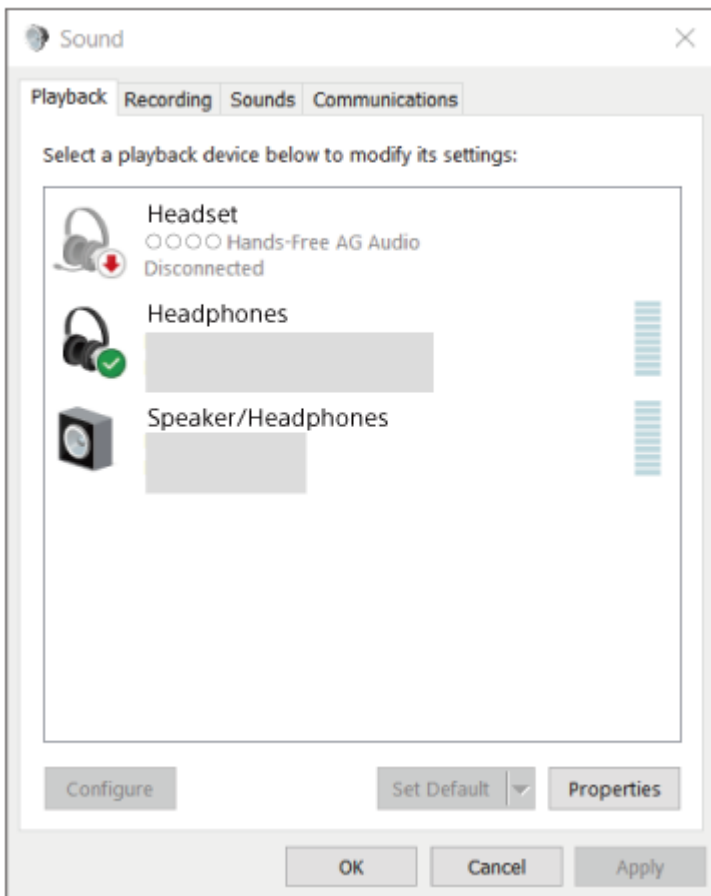 Sound
Playback Recording Sounds Communications
Select a playback device below to modify its settings:
Headset
○○○○ Hands-Free AG Audio
Disconnected
Headphones
Speaker/Headphones
Configure Set Default Properties
OK Cancel Apply